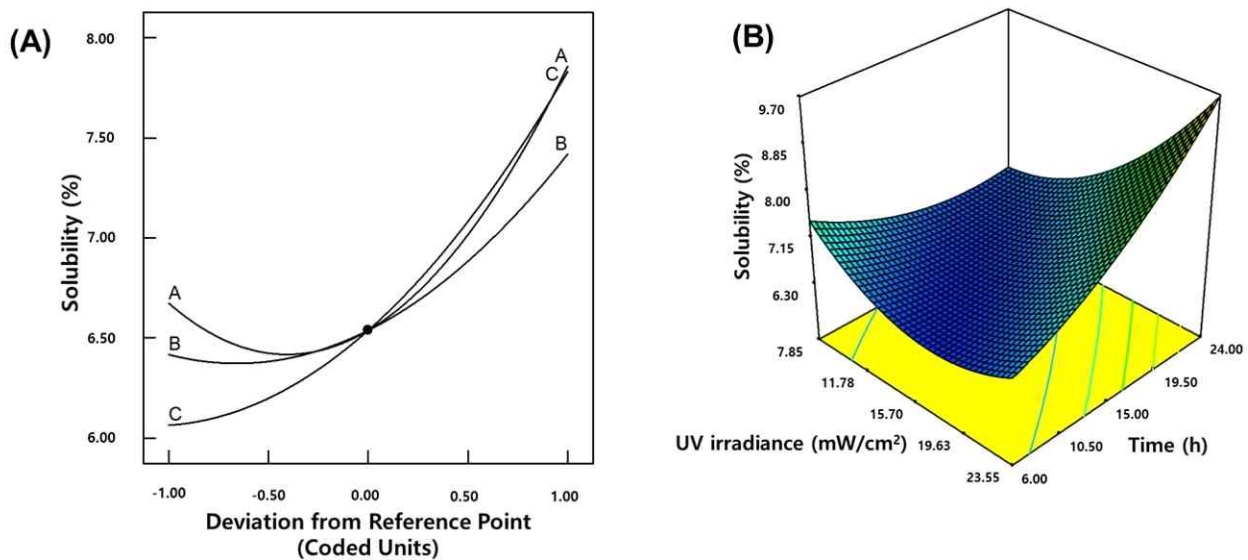 (A)
8.00
7.50
7.00
6.50
6.00
Solubility (%)
A
B
C
A
C
B
-1.00
-0.50
0.00
0.50
1.00
Deviation from Reference Point
(Coded Units)
(B)
9.70
8.85
8.00
7.15
6.30
Solubility (%)
7.85
11.78
15.70
19.63
23.55
UV irradiance (mW/cm²)
6.00
10.50
15.00
19.50
24.00
Time (h)